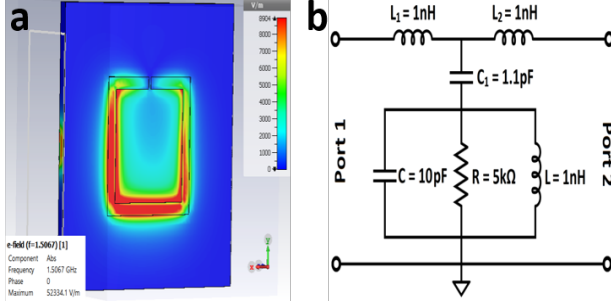 a
V/m
8904
8000
7000
6000
5000
4000
3000
2000
1000
0
e-field (f=1.5067) [1]
Component Abs
Frequency 1.5067 GHz
Phase 0
Maximum 52334.1 V/m
b
L₁ = 1nH
L₂ = 1nH
C₁ = 1.1pF
Port 1
C = 10pF
R = 5kΩ
L = 1nH
Port 2